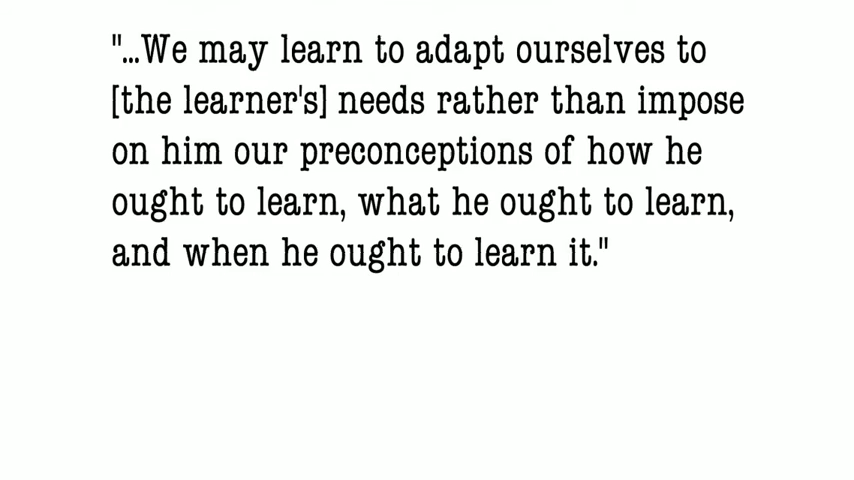 "...We may learn to adapt ourselves to
[the learner's] needs rather than impose
on him our preconceptions of how he
ought to learn, what he ought to learn,
and when he ought to learn it."